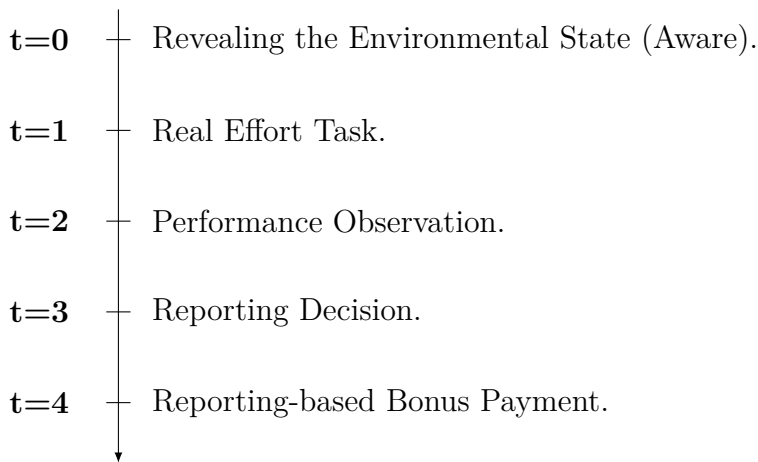 t=0 Revealing the Environmental State (Aware).
t=1 Real Effort Task.
t=2 Performance Observation.
t=3 Reporting Decision.
t=4 Reporting-based Bonus Payment.